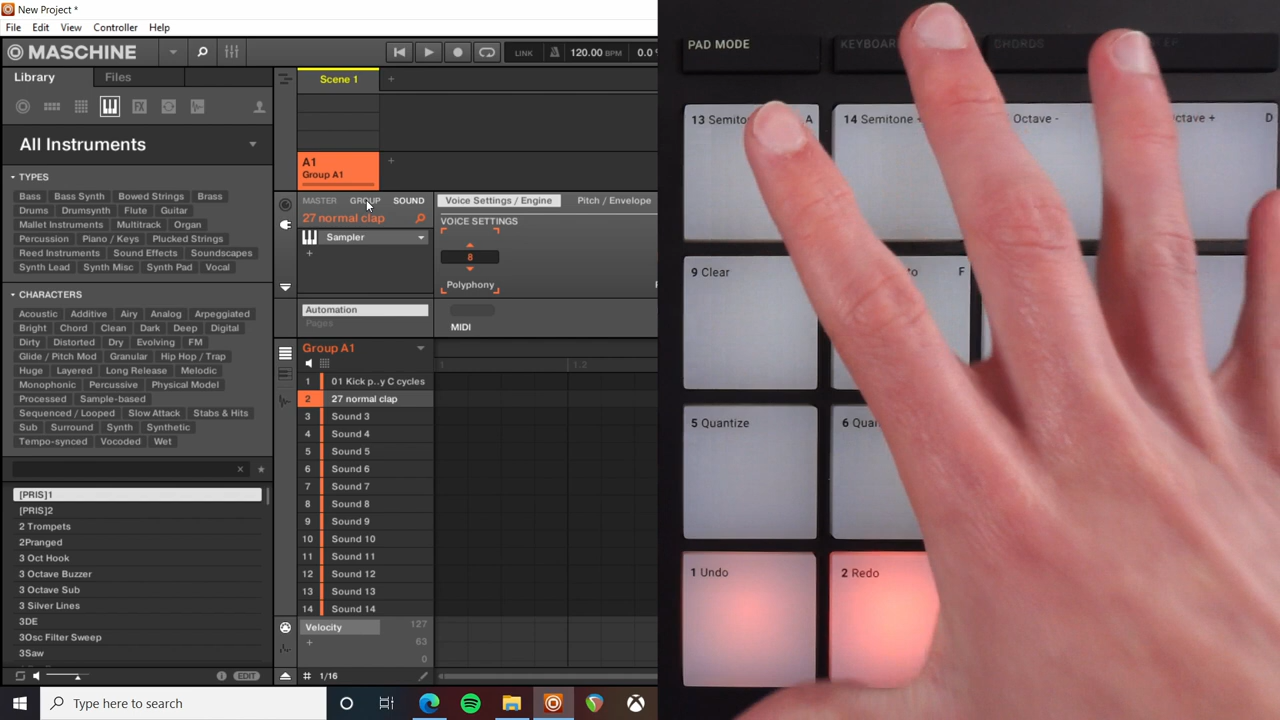 New Project *
File Edit View Controller Help
MASCHINE
LINK 120.00 BPM 0.0
Library Files
All Instruments
TYPES
Bass Bass Synth Bowed Strings Brass
Drums Drumsynth Flute Guitar
Mallet Instruments Multitrack Organ
Percussion Piano / Keys Plucked Strings
Reed Instruments Sound Effects Soundscapes
Synth Lead Synth Misc Synth Pad Vocal
CHARACTERS
Acoustic Additive Airy Analog Arpeggiated
Bright Chord Clean Dark Deep Digital
Dirty Distorted Dry Evolving FM
Glide / Pitch Mod Granular Hip Hop / Trap
Huge Layered Long Release Melodic
Monophonic Percussive Physical Model
Processed Sample-based
Sequenced / Looped Slow Attack Stabs & Hits
Sub Surround Synth Synthetic
Tempo-synced Vocoded Wet
[PRIS]1
[PRIS]2
2 Trompets
2Pranged
3 Oct Hook
3 Octave Buzzer
3 Octave Sub
3 Silver Lines
3DE
3Osc Filter Sweep
3Saw
EDIT
Scene 1
A1
Group A1
MASTER GROUP SOUND
27 normal clap
Sampler
Automation
Pages
Voice Settings / Engine Pitch / Envelope
VOICE SETTINGS
8
Polyphony
MIDI
Group A1
1 1.2
1 01 Kick p..y C cycles
2 27 normal clap
3 Sound 3
4 Sound 4
5 Sound 5
6 Sound 6
7 Sound 7
8 Sound 8
9 Sound 9
10 Sound 10
11 Sound 11
12 Sound 12
13 Sound 13
14 Sound 14
Velocity 127
63
0
1/16
Type here to search
PAD MODE CHORDS
13 A
14 Semitone Octave - D
9 Clear F
5 Quantize 6
1 Undo 2 Redo